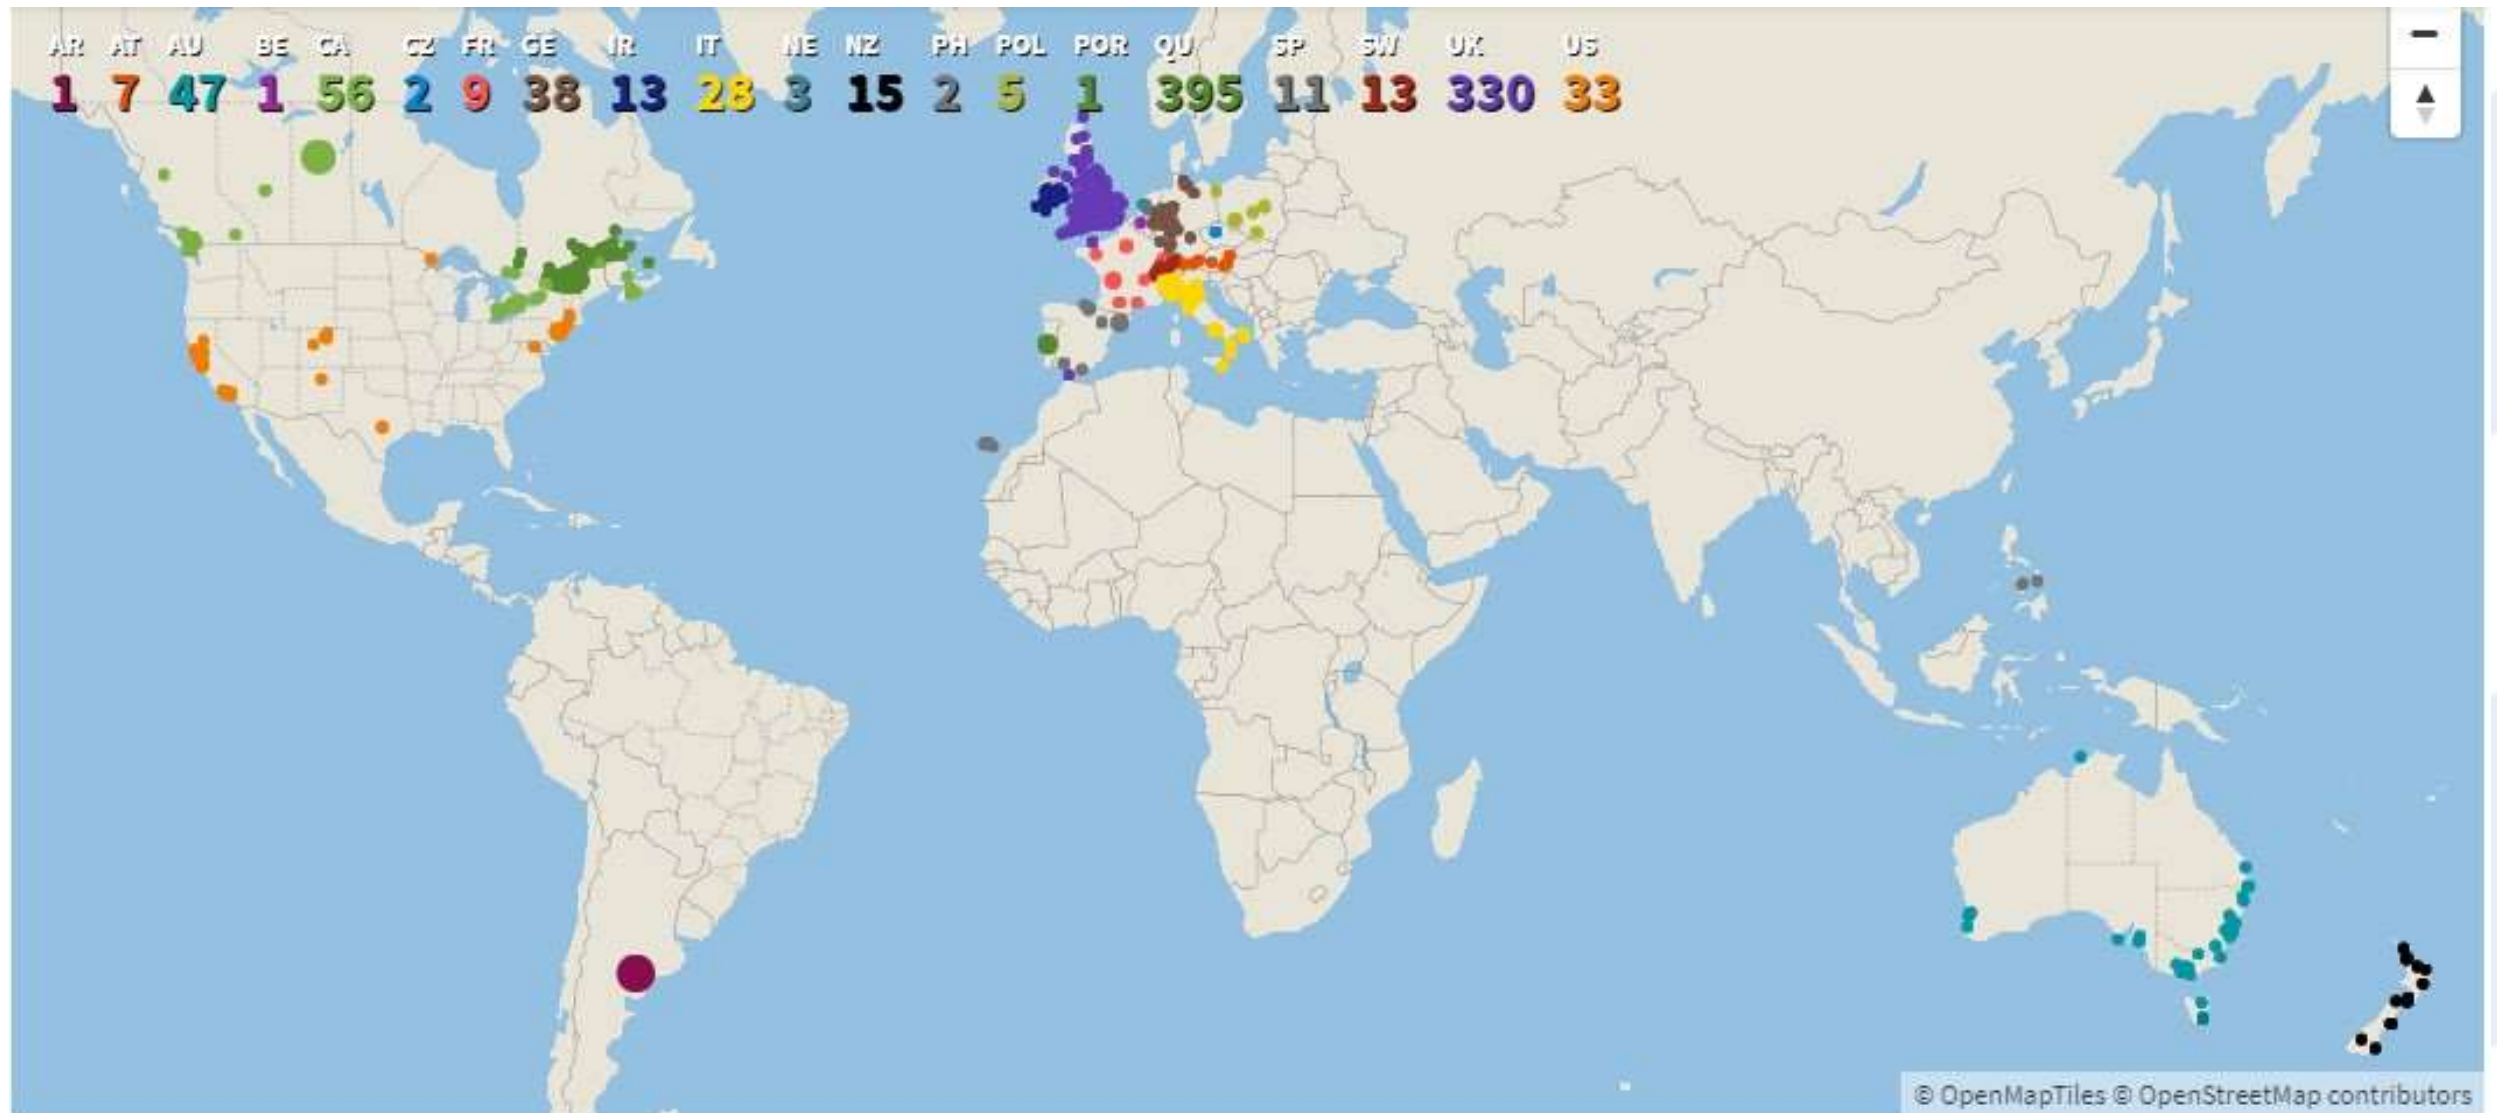 AR AT AU BE CA CZ FR GE IR IT NE NZ PH POL POR QU SP SW UK US
1 7 47 1 56 2 9 38 13 28 3 15 2 5 1 395 11 13 330 33
© OpenMapTiles © OpenStreetMap contributors